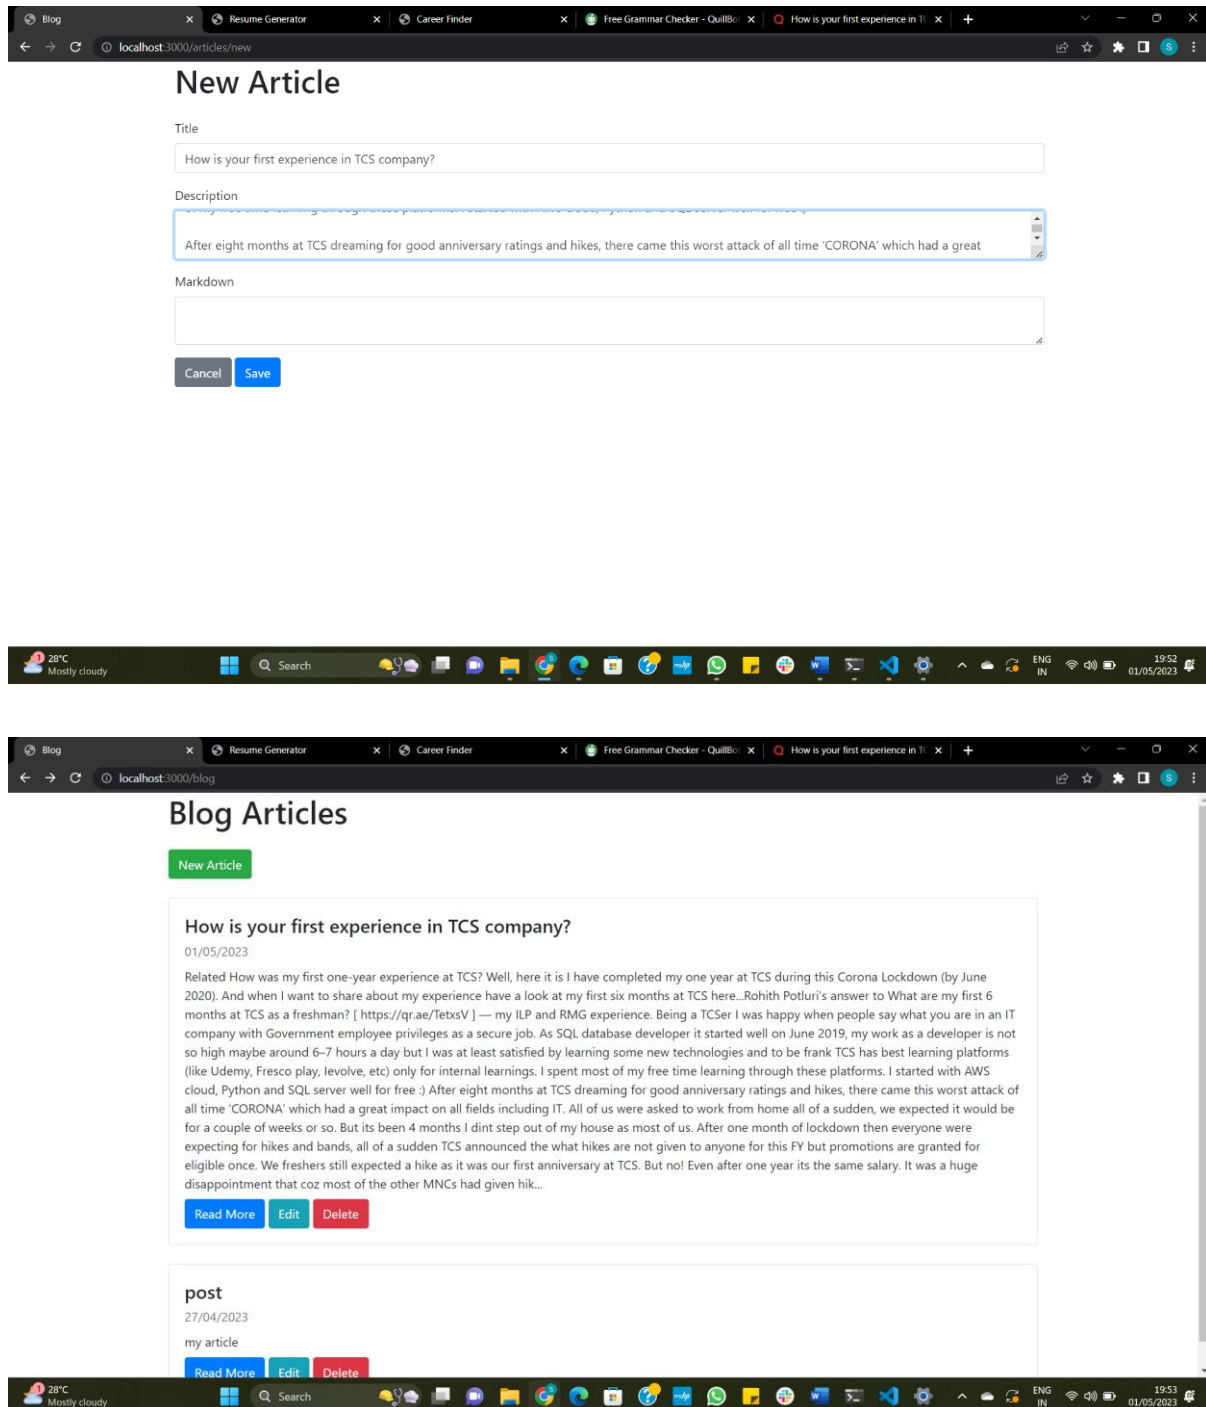 Blog
Resume Generator
Career Finder
Free Grammar Checker - QuillBot
How is your first experience in TC
localhost:3000/articles/new
New Article
Title
How is your first experience in TCS company?
Description
After eight months at TCS dreaming for good anniversary ratings and hikes, there came this worst attack of all time 'CORONA' which had a great
Markdown
Cancel Save
1
28°C
Mostly cloudy
Search
ENG
IN
19:52
01/05/2023
Blog
Resume Generator
Career Finder
Free Grammar Checker - QuillBot
How is your first experience in TC
localhost:3000/blog
Blog Articles
New Article
How is your first experience in TCS company?
01/05/2023
Related How was my first one-year experience at TCS? Well, here it is I have completed my one year at TCS during this Corona Lockdown (by June
2020). And when I want to share about my experience have a look at my first six months at TCS here...Rohith Potluri's answer to What are my first 6
months at TCS as a freshman? [ https://qr.ae/TetxsV ] — my ILP and RMG experience. Being a TCSer I was happy when people say what you are in an IT
company with Government employee privileges as a secure job. As SQL database developer it started well on June 2019, my work as a developer is not
so high maybe around 6–7 hours a day but I was at least satisfied by learning some new technologies and to be frank TCS has best learning platforms
(like Udemy, Fresco play, Ievolve, etc) only for internal learnings. I spent most of my free time learning through these platforms. I started with AWS
cloud, Python and SQL server well for free :) After eight months at TCS dreaming for good anniversary ratings and hikes, there came this worst attack of
all time 'CORONA' which had a great impact on all fields including IT. All of us were asked to work from home all of a sudden, we expected it would be
for a couple of weeks or so. But its been 4 months I dint step out of my house as most of us. After one month of lockdown then everyone were
expecting for hikes and bands, all of a sudden TCS announced the what hikes are not given to anyone for this FY but promotions are granted for
eligible once. We freshers still expected a hike as it was our first anniversary at TCS. But no! Even after one year its the same salary. It was a huge
disappointment that coz most of the other MNCs had given hik...
Read More Edit Delete
post
27/04/2023
my article
Read More Edit Delete
1
28°C
Mostly cloudy
Search
ENG
IN
19:53
01/05/2023